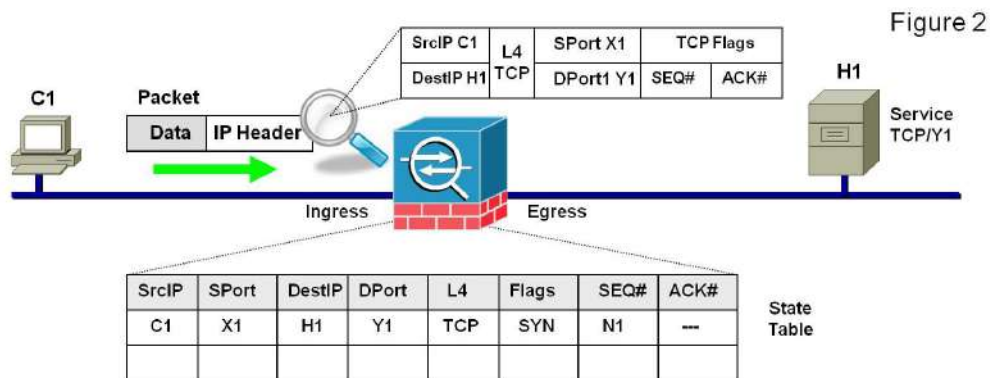 Figure 2
SrcIP C1 L4 TCP SPort X1 TCP Flags
DestIP H1 DPort1 Y1 SEQ# ACK#
C1
Packet
Data IP Header
H1
Service
TCP/Y1
Ingress Egress
SrcIP SPort DestIP DPort L4 Flags SEQ# ACK#
C1 X1 H1 Y1 TCP SYN N1 ---
State
Table